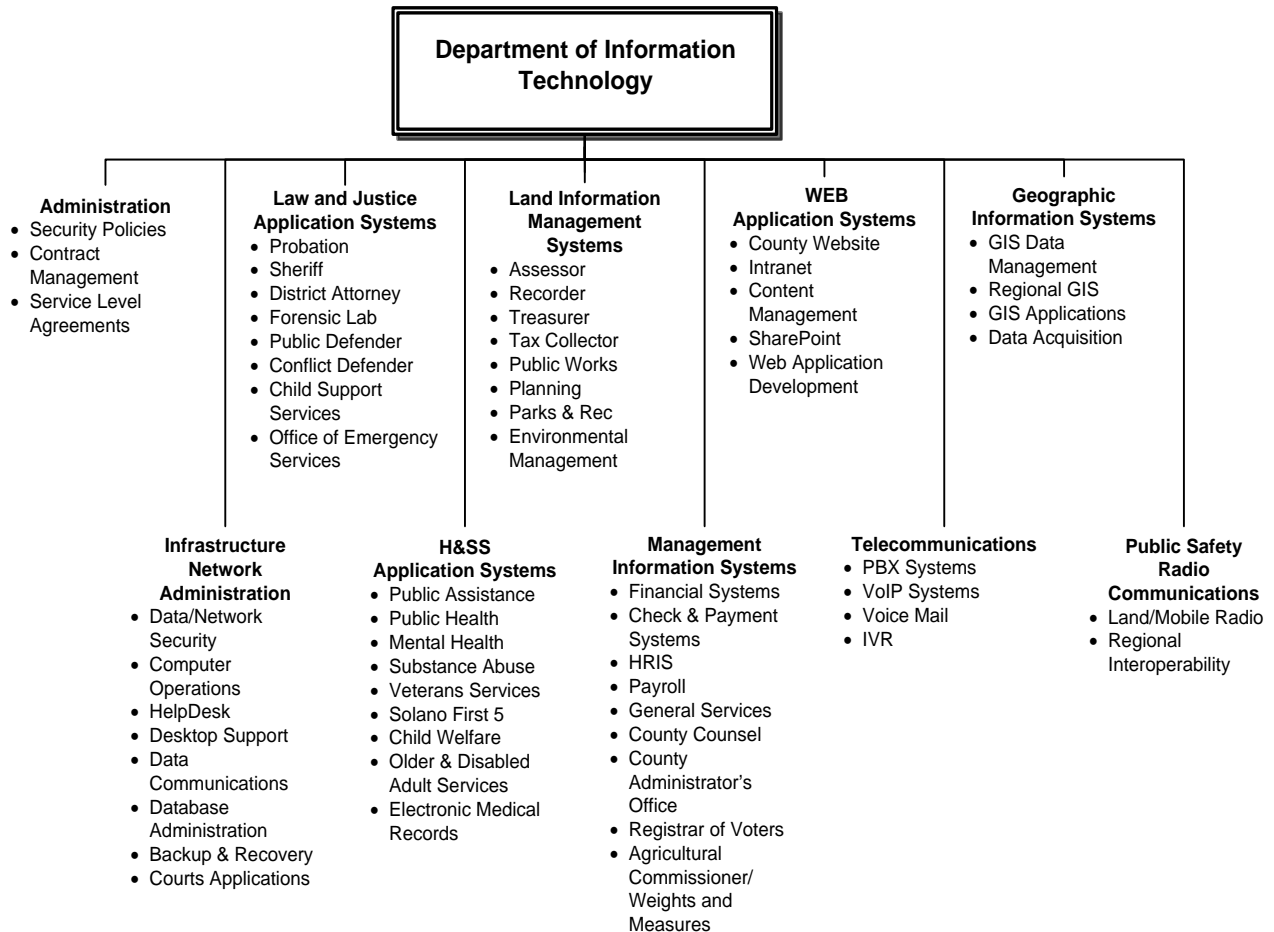 Department of Information
Technology
Administration
• Security Policies
• Contract
Management
• Service Level
Agreements
Law and Justice
Application Systems
• Probation
• Sheriff
• District Attorney
• Forensic Lab
• Public Defender
• Conflict Defender
• Child Support
Services
• Office of Emergency
Services
Land Information
Management
Systems
• Assessor
• Recorder
• Treasurer
• Tax Collector
• Public Works
• Planning
• Parks & Rec
• Environmental
Management
WEB
Application Systems
• County Website
• Intranet
• Content
Management
• SharePoint
• Web Application
Development
Geographic
Information Systems
• GIS Data
Management
• Regional GIS
• GIS Applications
• Data Acquisition
Infrastructure
Network
Administration
• Data/Network
Security
• Computer
Operations
• HelpDesk
• Desktop Support
• Data
Communications
• Database
Administration
• Backup & Recovery
• Courts Applications
H&SS
Application Systems
• Public Assistance
• Public Health
• Mental Health
• Substance Abuse
• Veterans Services
• Solano First 5
• Child Welfare
• Older & Disabled
Adult Services
• Electronic Medical
Records
Management
Information Systems
• Financial Systems
• Check & Payment
Systems
• HRIS
• Payroll
• General Services
• County Counsel
• County
Administrator's
Office
• Registrar of Voters
• Agricultural
Commissioner/
Weights and
Measures
Telecommunications
• PBX Systems
• VoIP Systems
• Voice Mail
• IVR
Public Safety
Radio
Communications
• Land/Mobile Radio
• Regional
Interoperability